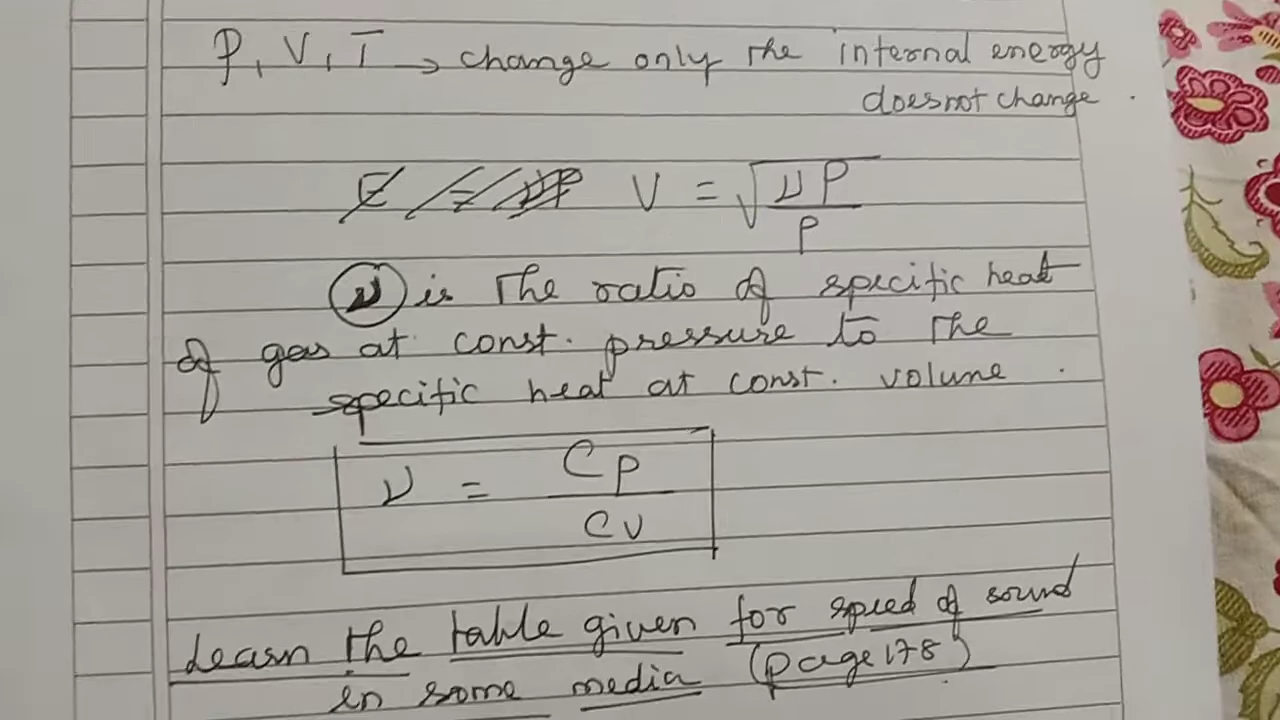 P, V, T → change only the internal energy
does not change.
V = √ν P / ρ
ν is the ratio of specific heat
of gas at const. pressure to the
specific heat at const. volume.
ν = Cp / Cv
Learn the table given for speed of sound
in some media (page 178)